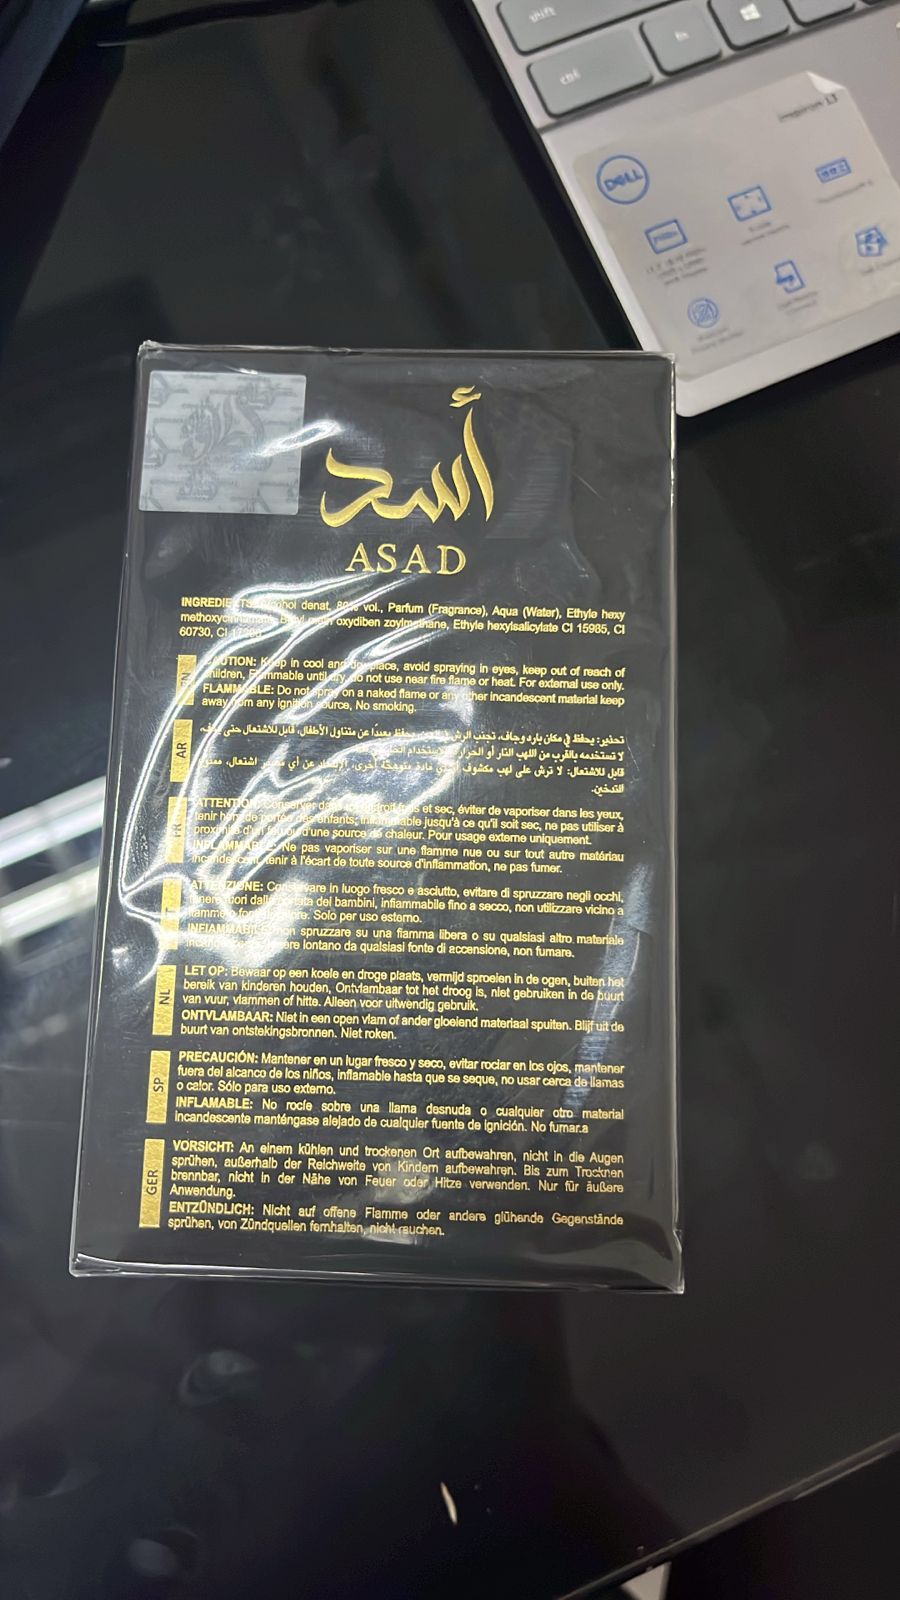 shift
fn
ctrl
DELL
أسد
ASAD
INGREDIENTS: Alcohol denat, 80% vol., Parfum (Fragrance), Aqua (Water), Ethyle hexy
methoxycinnamate, oxydiben zoylmethane, Ethyle hexylsalicylate CI 15985, CI
60730, CI
EN
CAUTION: Keep in cool and dry place, avoid spraying in eyes, keep out of reach of
children, Flammable until dry, do not use near fire flame or heat. For external use only.
FLAMMABLE: Do not spray on a naked flame or any other incandescent material keep
away from any ignition source, No smoking.
AR
تحذير: يحفظ في مكان بارد وجاف، تجنب الرش في العين، يحفظ بعيداً عن متناول الأطفال، قابل للاشتعال حتى يجف،
لا تستخدمه بالقرب من اللهب النار أو الحرارة. للاستخدام الخارجي
قابل للاشتعال: لا ترش على لهب مكشوف أو أي مادة متوهجة أخرى، الابتعاد عن أي مصدر اشتعال، ممنوع
التدخين.
ATTENTION: Conserver dans un endroit frais et sec, éviter de vaporiser dans les yeux,
tenir hors de portée des enfants; inflammable jusqu'à ce qu'il soit sec, ne pas utiliser à
proximité d'un feu ou d'une source de chaleur. Pour usage externe uniquement.
INFLAMMABLE: Ne pas vaporiser sur une flamme nue ou sur tout autre matériau
incandescent, tenir à l'écart de toute source d'inflammation, ne pas fumer.
ATTENZIONE: Conservare in luogo fresco e asciutto, evitare di spruzzare negli occhi,
tenere fuori dalla portata dei bambini, infiammabile fino a secco, non utilizzare vicino a
fiamme o fonti di calore. Solo per uso esterno.
INFIAMMABILE: non spruzzare su una fiamma libera o su qualsiasi altro materiale
incandescente, tenere lontano da qualsiasi fonte di accensione, non fumare.
NL
LET OP: Bewaar op een koele en droge plaats, vermijd sproeien in de ogen, buiten het
bereik van kinderen houden, Ontvlambaar tot het droog is, niet gebruiken in de buurt
van vuur, vlammen of hitte. Alleen voor uitwendig gebruik.
ONTVLAMBAAR: Niet in een open vlam of ander gloeiend materiaal spuiten. Blijf uit de
buurt van ontstekingsbronnen. Niet roken.
SP
PRECAUCIÓN: Mantener en un lugar fresco y seco, evitar rociar en los ojos, mantener
fuera del alcanco de los niños, inflamable hasta que se seque, no usar cerca de llamas
o calor. Sólo para uso externo.
INFLAMABLE: No rocíe sobre una llama desnuda o cualquier otro material
incandescente manténgase alejado de cualquier fuente de ignición. No fumar.a
GER
VORSICHT: An einem kühlen und trockenen Ort aufbewahren, nicht in die Augen
sprühen, außerhalb der Reichweite von Kindern aufbewahren. Bis zum Trocknen
brennbar, nicht in der Nähe von Feuer oder Hitze verwenden. Nur für äußere
Anwendung.
ENTZÜNDLICH: Nicht auf offene Flamme oder andere glühende Gegenstände
sprühen, von Zündquellen fernhalten, nicht rauchen.